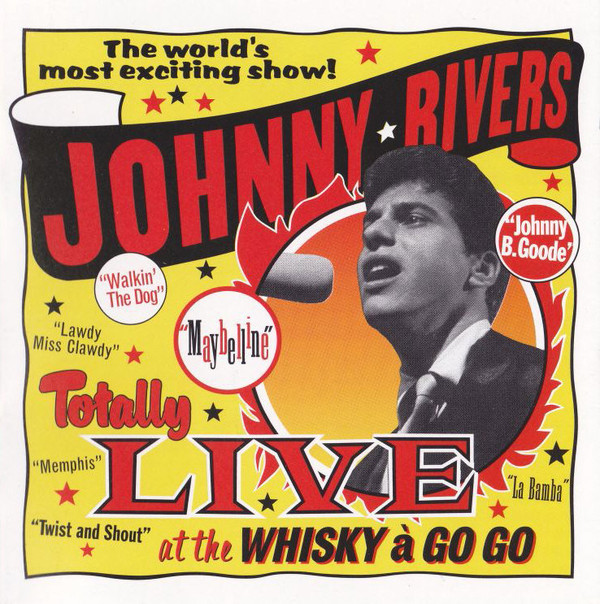 The world's
most exciting show!
JOHNNY RIVERS
"Johnny
B. Goode"
"Walkin'
The Dog"
"Maybelline"
"Lawdy
Miss Clawdy"
Totally
LIVE
"Memphis"
"La Bamba"
"Twist and Shout"
at the WHISKY à GO GO